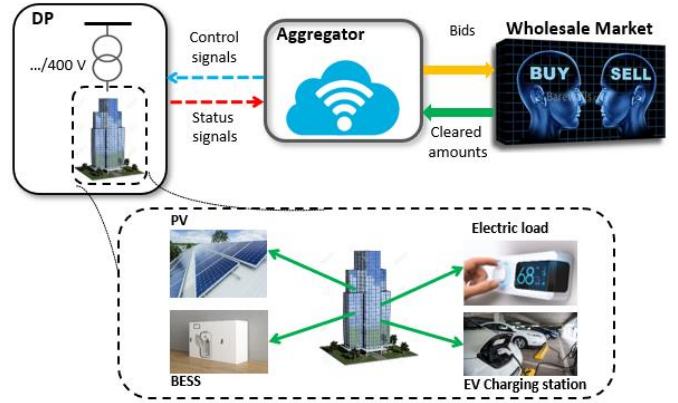 DP
.../400 V
Control
signals
Status
signals
Aggregator
Bids
Cleared
amounts
Wholesale Market
BUY
SELL
PV
BESS
Electric load
68
EV Charging station